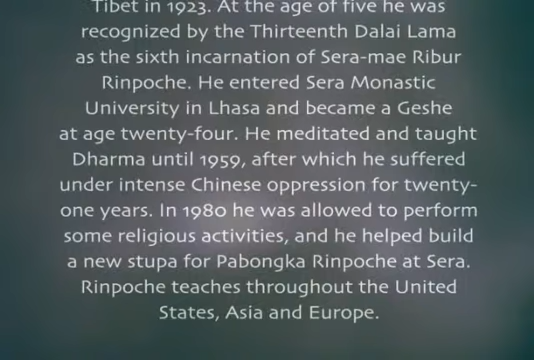 Tibet in 1923. At the age of five he was
recognized by the Thirteenth Dalai Lama
as the sixth incarnation of Sera-mae Ribur
Rinpoche. He entered Sera Monastic
University in Lhasa and became a Geshe
at age twenty-four. He meditated and taught
Dharma until 1959, after which he suffered
under intense Chinese oppression for twenty-
one years. In 1980 he was allowed to perform
some religious activities, and he helped build
a new stupa for Pabongka Rinpoche at Sera.
Rinpoche teaches throughout the United
States, Asia and Europe.